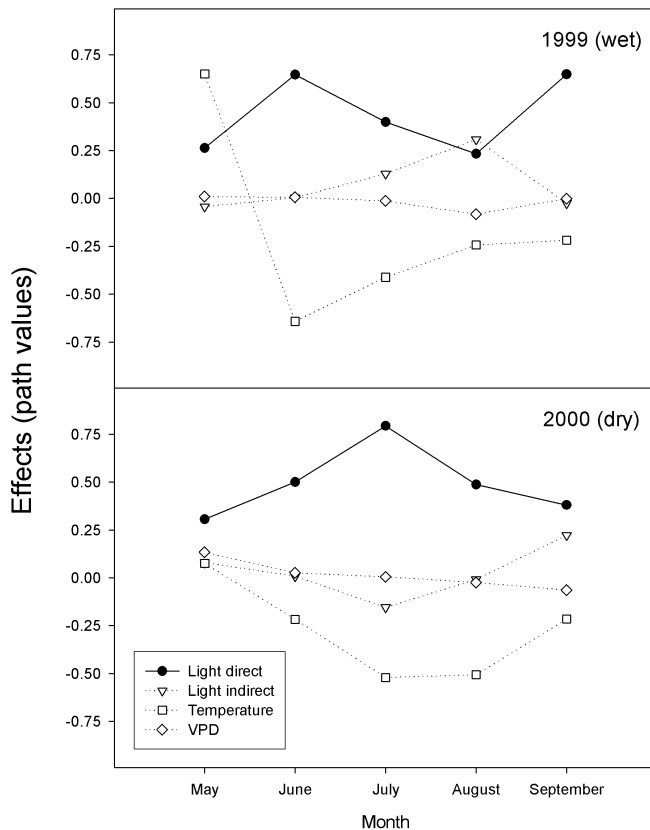 1999 (wet)
0.75
0.50
0.25
0.00
-0.25
-0.50
-0.75
Effects (path values)
2000 (dry)
0.75
0.50
0.25
0.00
-0.25
-0.50
-0.75
Light direct
Light indirect
Temperature
VPD
May June July August September
Month